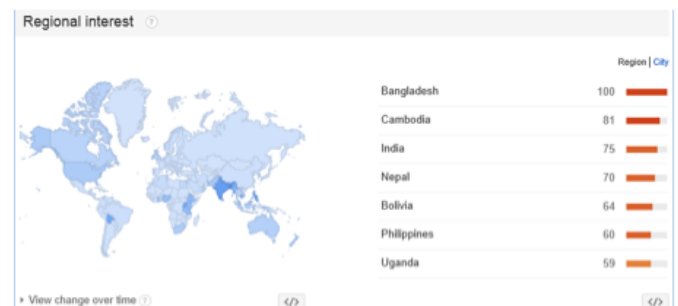 Regional interest ?
Region | City
Bangladesh 100
Cambodia 81
India 75
Nepal 70
Bolivia 64
Philippines 60
Uganda 59
View change over time ?
</>
</>